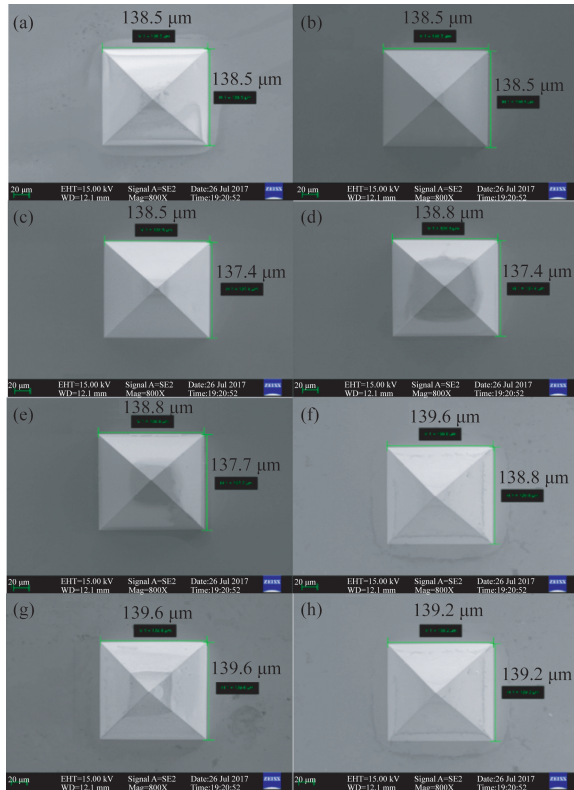 (a)
138.5 μm
138.5 μm
20 μm EHT=15.00 kV Signal A=SE2 Date:26 Jul 2017 ZEISS
WD=12.1 mm Mag=800X Time:19:20:52
(b)
138.5 μm
138.5 μm
20 μm EHT=15.00 kV Signal A=SE2 Date:26 Jul 2017 ZEISS
WD=12.1 mm Mag=800X Time:19:20:52
(c)
138.5 μm
137.4 μm
20 μm EHT=15.00 kV Signal A=SE2 Date:26 Jul 2017 ZEISS
WD=12.1 mm Mag=800X Time:19:20:52
(d)
138.8 μm
137.4 μm
20 μm EHT=15.00 kV Signal A=SE2 Date:26 Jul 2017 ZEISS
WD=12.1 mm Mag=800X Time:19:20:52
(e)
138.8 μm
137.7 μm
20 μm EHT=15.00 kV Signal A=SE2 Date:26 Jul 2017 ZEISS
WD=12.1 mm Mag=800X Time:19:20:52
(f)
139.6 μm
138.8 μm
20 μm EHT=15.00 kV Signal A=SE2 Date:26 Jul 2017 ZEISS
WD=12.1 mm Mag=800X Time:19:20:52
(g)
139.6 μm
139.6 μm
20 μm EHT=15.00 kV Signal A=SE2 Date:26 Jul 2017 ZEISS
WD=12.1 mm Mag=800X Time:19:20:52
(h)
139.2 μm
139.2 μm
20 μm EHT=15.00 kV Signal A=SE2 Date:26 Jul 2017 ZEISS
WD=12.1 mm Mag=800X Time:19:20:52